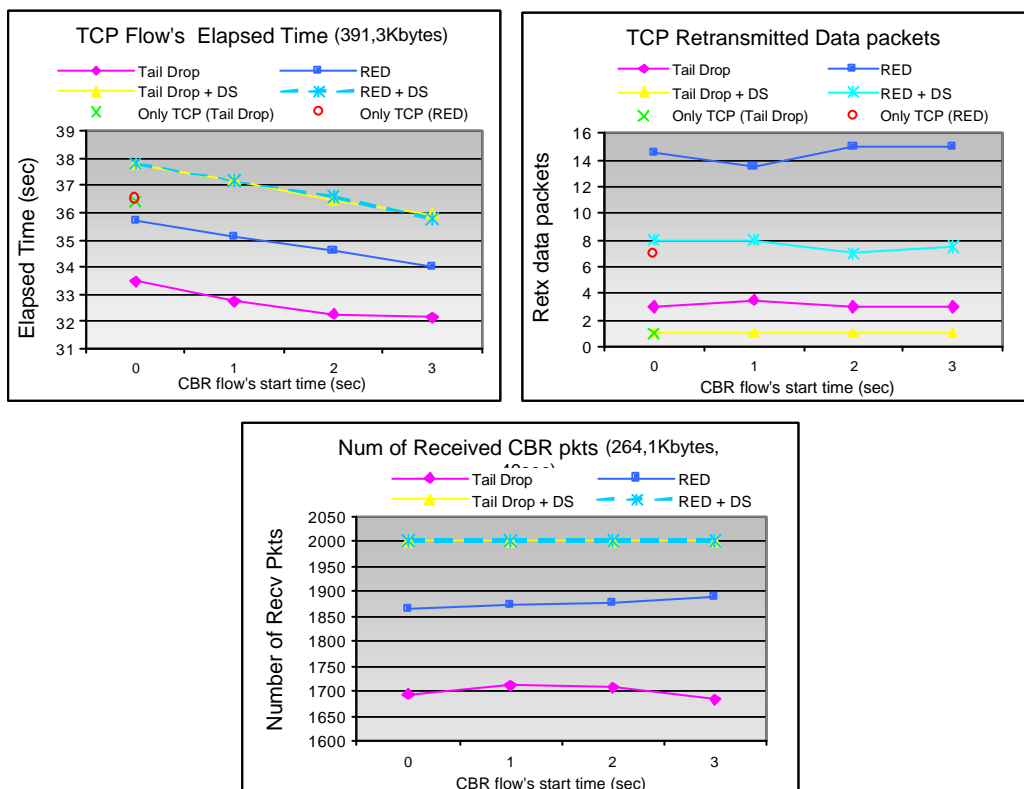 TCP Flow's Elapsed Time (391,3Kbytes)
Tail Drop
RED
Tail Drop + DS
RED + DS
Only TCP (Tail Drop)
Only TCP (RED)
39
38
37
36
35
34
33
32
31
Elapsed Time (sec)
0 1 2 3
CBR flow's start time (sec)
TCP Retransmitted Data packets
Tail Drop
RED
Tail Drop + DS
RED + DS
Only TCP (Tail Drop)
Only TCP (RED)
16
14
12
10
8
6
4
2
0
Retx data packets
0 1 2 3
CBR flow's start time (sec)
Num of Received CBR pkts (264,1Kbytes,
Tail Drop
RED
Tail Drop + DS
RED + DS
2050
2000
1950
1900
1850
1800
1750
1700
1650
1600
Number of Recv Pkts
0 1 2 3
CBR flow's start time (sec)